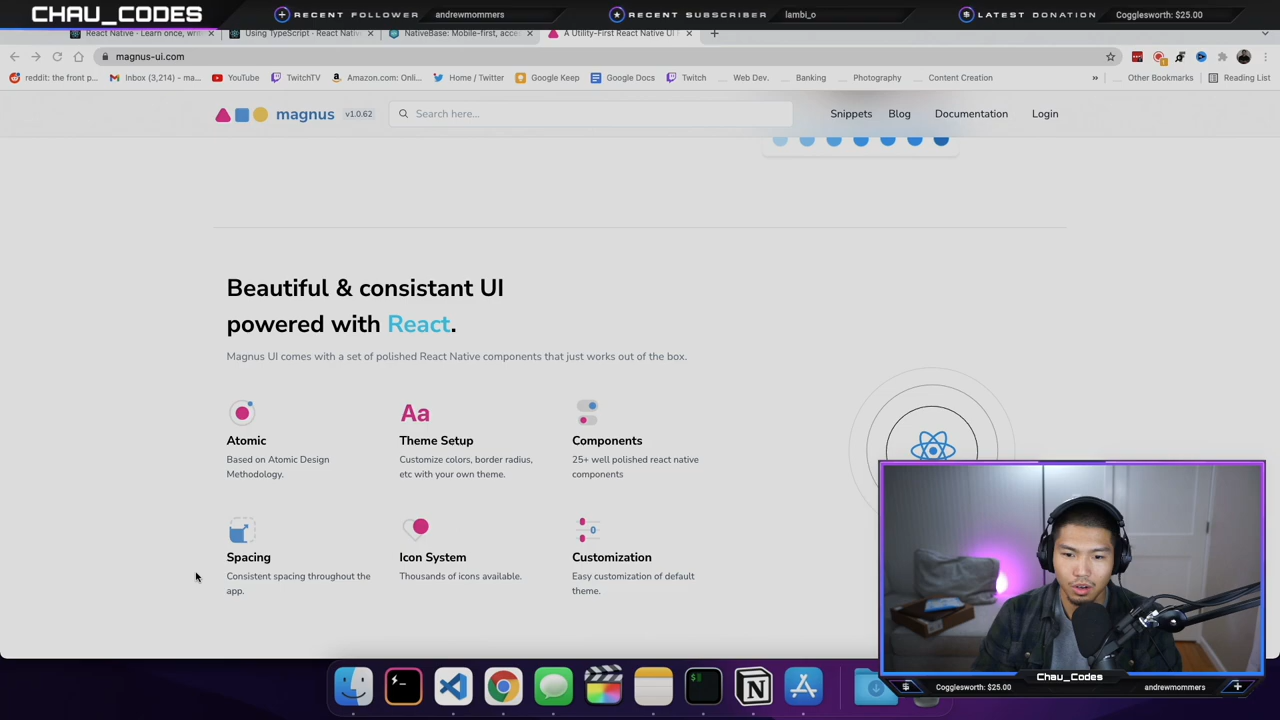 CHAU_CODES
RECENT FOLLOWER
andrewmommers
RECENT SUBSCRIBER
lambi_o
LATEST DONATION
Cogglesworth: $25.00
React Native - Learn once, writ
Using TypeScript · React Nativ
NativeBase: Mobile-first, acce
A Utility-First React Native UI F
magnus-ui.com
reddit: the front p...
Inbox (3,214) - ma...
YouTube
TwitchTV
Amazon.com: Onli...
Home / Twitter
Google Keep
Google Docs
Twitch
Web Dev.
Banking
Photography
Content Creation
»
Other Bookmarks
Reading List
magnus
v1.0.62
Search here...
Snippets
Blog
Documentation
Login
Beautiful & consistant UI
powered with React.
Magnus UI comes with a set of polished React Native components that just works out of the box.
Aa
Atomic
Theme Setup
Components
Based on Atomic Design
Methodology.
Customize colors, border radius,
etc with your own theme.
25+ well polished react native
components
0
Spacing
Icon System
Customization
Consistent spacing throughout the
app.
Thousands of icons available.
Easy customization of default
theme.
Chau_Codes
Cogglesworth: $25.00
andrewmommers